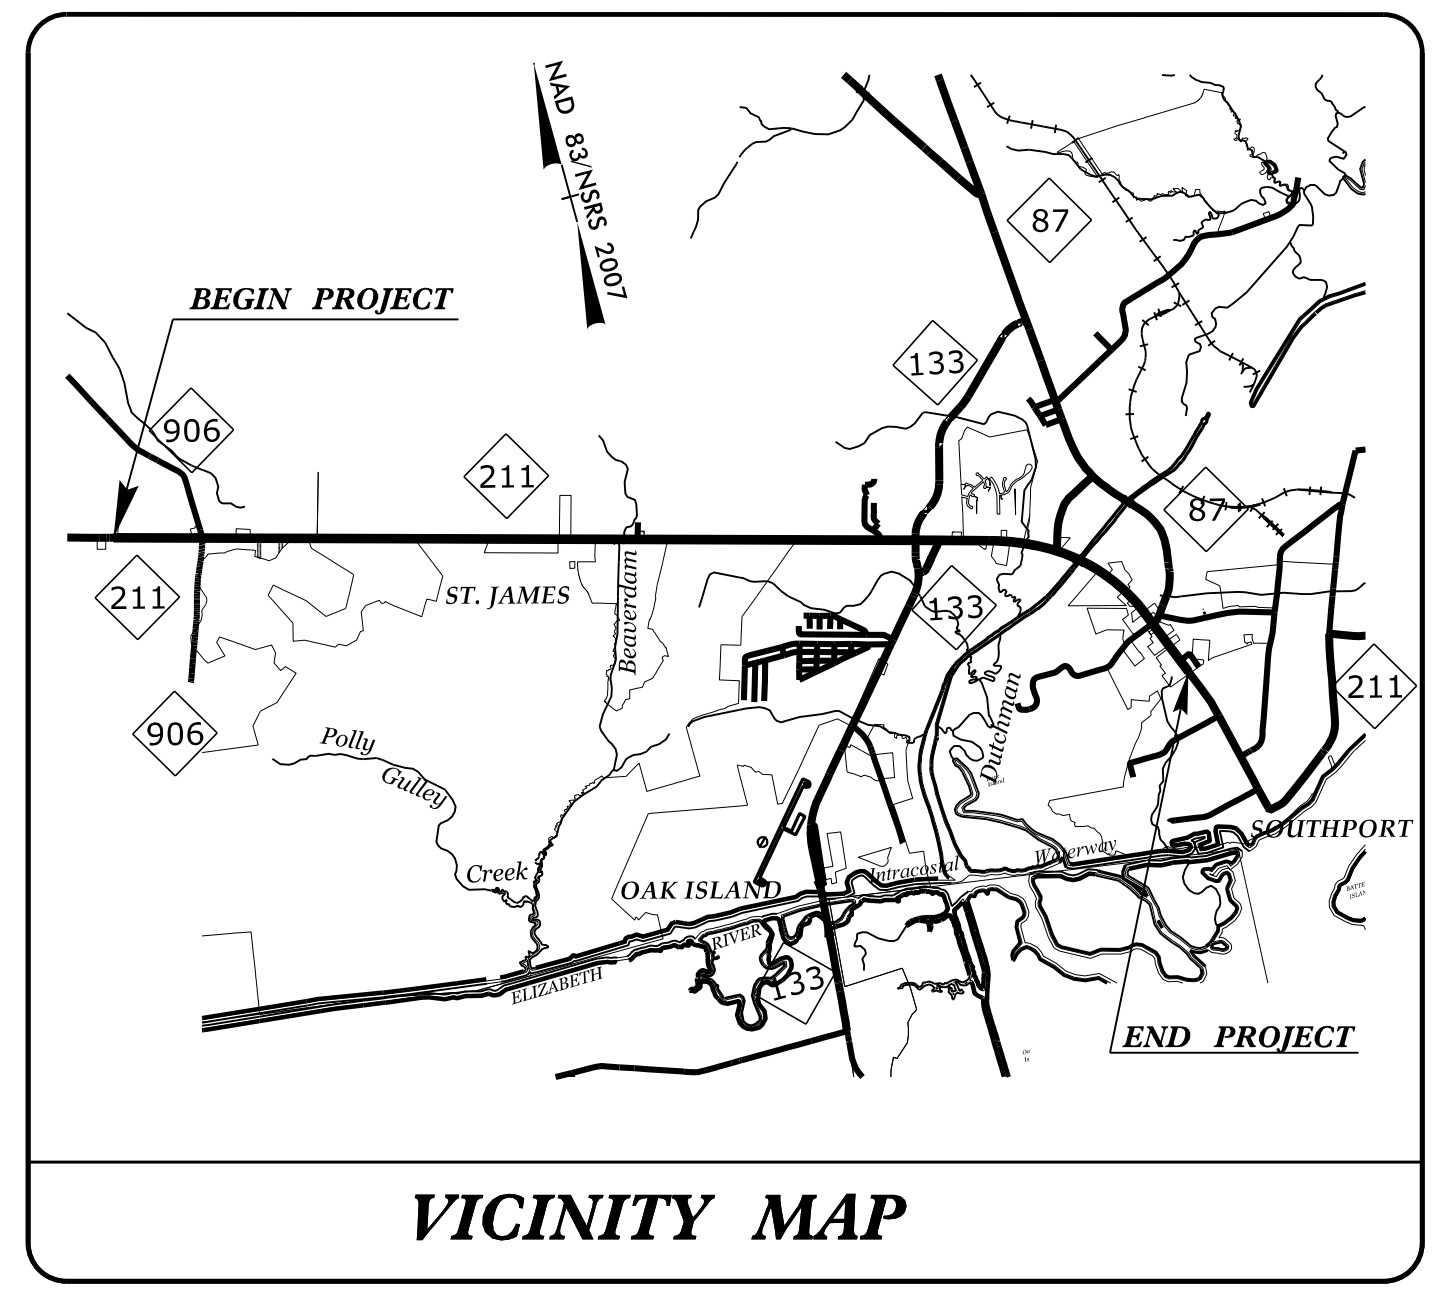 NAD 83/NSRS 2007
87
BEGIN PROJECT
133
906
211
87
211
ST. JAMES
Beaverdam
133
211
906
Dutchman
Polly
Gulley
SOUTHPORT
Waterway
Intracostal
Creek
OAK ISLAND
RIVER
ELIZABETH
133
END PROJECT
VICINITY MAP